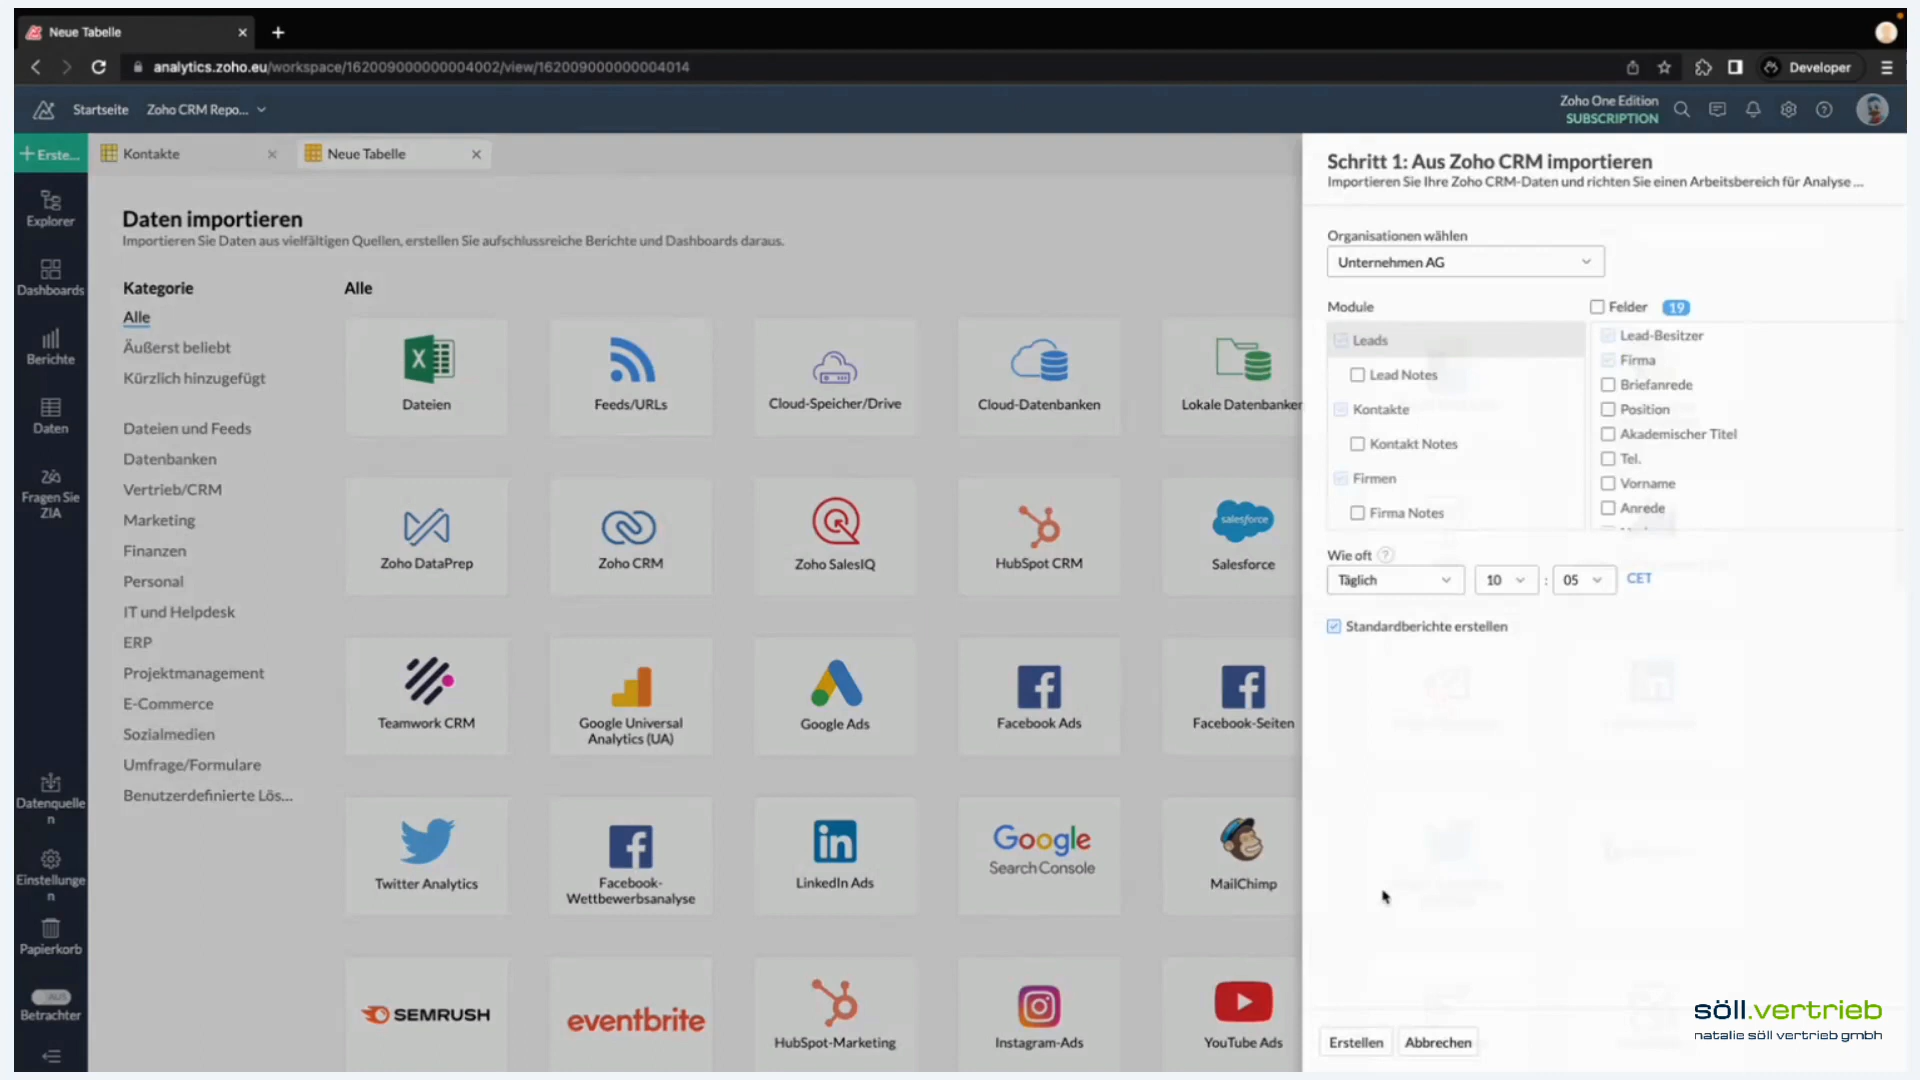 Neue Tabelle
analytics.zoho.eu/workspace/162009000000004002/view/162009000000004014
Developer
Startseite
Zoho CRM Repo...
Zoho One Edition
SUBSCRIPTION
+ Erste...
Kontakte
Neue Tabelle
Explorer
Dashboards
Berichte
Daten
Fragen Sie
ZIA
Datenquelle
n
Einstellunge
n
Papierkorb
AUS
Betrachter
Daten importieren
Importieren Sie Daten aus vielfältigen Quellen, erstellen Sie aufschlussreiche Berichte und Dashboards daraus.
Kategorie
Alle
Äußerst beliebt
Kürzlich hinzugefügt
Dateien und Feeds
Datenbanken
Vertrieb/CRM
Marketing
Finanzen
Personal
IT und Helpdesk
ERP
Projektmanagement
E-Commerce
Sozialmedien
Umfrage/Formulare
Benutzerdefinierte Lös...
Alle
Dateien
Feeds/URLs
Cloud-Speicher/Drive
Cloud-Datenbanken
Lokale Datenbanken
Zoho DataPrep
Zoho CRM
Zoho SalesIQ
HubSpot CRM
salesforce
Salesforce
Teamwork CRM
Google Universal
Analytics (UA)
Google Ads
Facebook Ads
Facebook-Seiten
Twitter Analytics
Facebook-
Wettbewerbsanalyse
LinkedIn Ads
Google
Search Console
MailChimp
SEMRUSH
eventbrite
HubSpot-Marketing
Instagram-Ads
YouTube Ads
Schritt 1: Aus Zoho CRM importieren
Importieren Sie Ihre Zoho CRM-Daten und richten Sie einen Arbeitsbereich für Analyse ...
Organisationen wählen
Unternehmen AG
Module
Leads
Lead Notes
Kontakte
Kontakt Notes
Firmen
Firma Notes
Felder 19
Lead-Besitzer
Firma
Briefanrede
Position
Akademischer Titel
Tel.
Vorname
Anrede
Wie oft
Täglich
10 : 05 CET
Standardberichte erstellen
Erstellen
Abbrechen
söll.vertrieb
natalie söll vertrieb gmbh